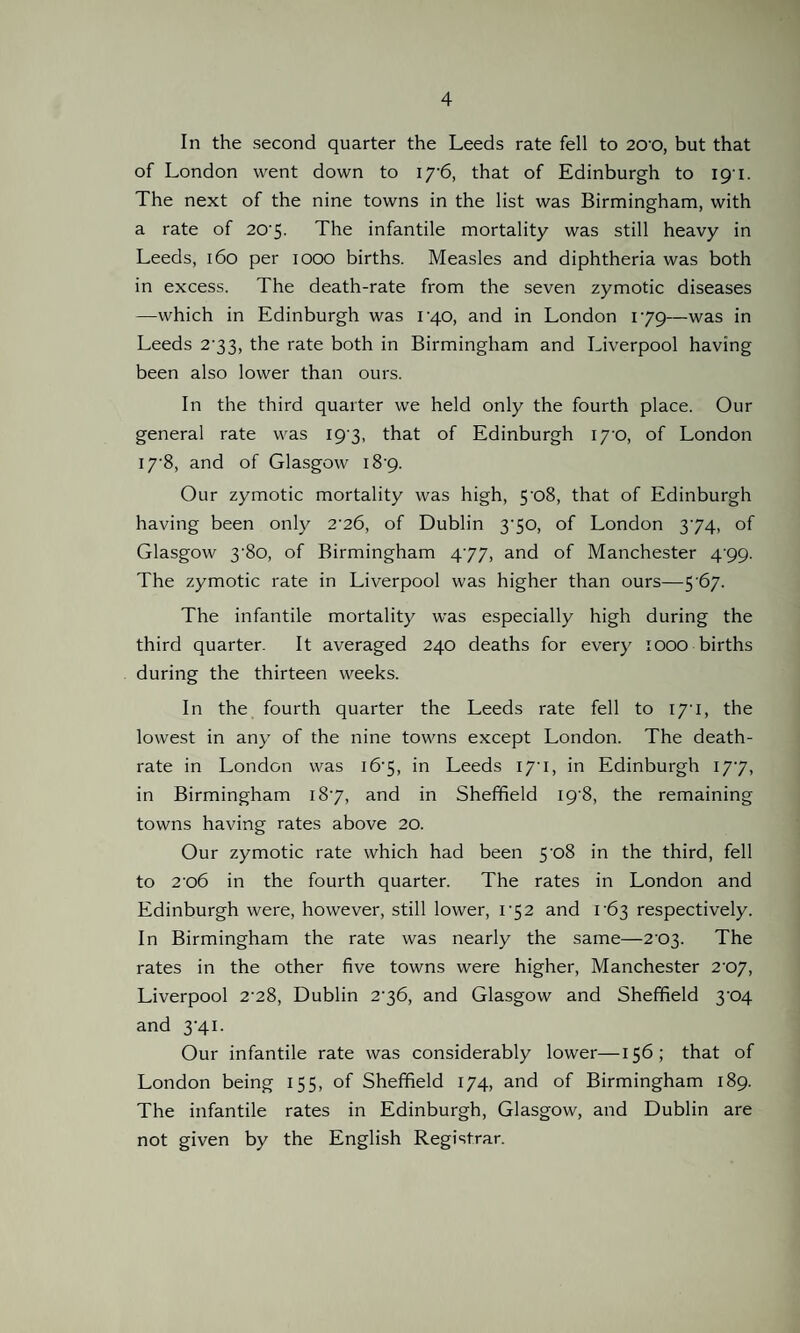 4
In the second quarter the Leeds rate fell to 20·0, but that
of London went down to 17·6, that of Edinburgh to 19·1.
The next of the nine towns in the list was Birmingham, with
a rate of 20·5. The infantile mortality was still heavy in
Leeds, 160 per 1000 births. Measles and diphtheria was both
in excess. The death-rate from the seven zymotic diseases
—which in Edinburgh was 1·40, and in London 1·79—was in
Leeds 2·33, the rate both in Birmingham and Liverpool having
been also lower than ours.
In the third quarter we held only the fourth place. Our
general rate was 19·3, that of Edinburgh 17·0, of London
17·8, and of Glasgow 18·9.
Our zymotic mortality was high, 5·08, that of Edinburgh
having been only 2·26, of Dublin 3·50, of London 3·74, of
Glasgow 3·80, of Birmingham 4·77, and of Manchester 4·99.
The zymotic rate in Liverpool was higher than ours—5·67.
The infantile mortality was especially high during the
third quarter. It averaged 240 deaths for every 1000 births
during the thirteen weeks.
In the fourth quarter the Leeds rate fell to 17·1, the
lowest in any of the nine towns except London. The death-
rate in London was 16·5, in Leeds 17·1, in Edinburgh 17·7,
in Birmingham 18·7, and in Sheffield 19·8, the remaining
towns having rates above 20.
Our zymotic rate which had been 5·08 in the third, fell
to 2·06 in the fourth quarter. The rates in London and
Edinburgh were, however, still lower, 1·52 and 1·63 respectively.
In Birmingham the rate was nearly the same—2·03. The
rates in the other five towns were higher, Manchester 2·07,
Liverpool 2·28, Dublin 2·36, and Glasgow and Sheffield 3·04
and 3·41.
Our infantile rate was considerably lower—156; that of
London being 155, of Sheffield 174, and of Birmingham 189.
The infantile rates in Edinburgh, Glasgow, and Dublin are
not given by the English Registrar.